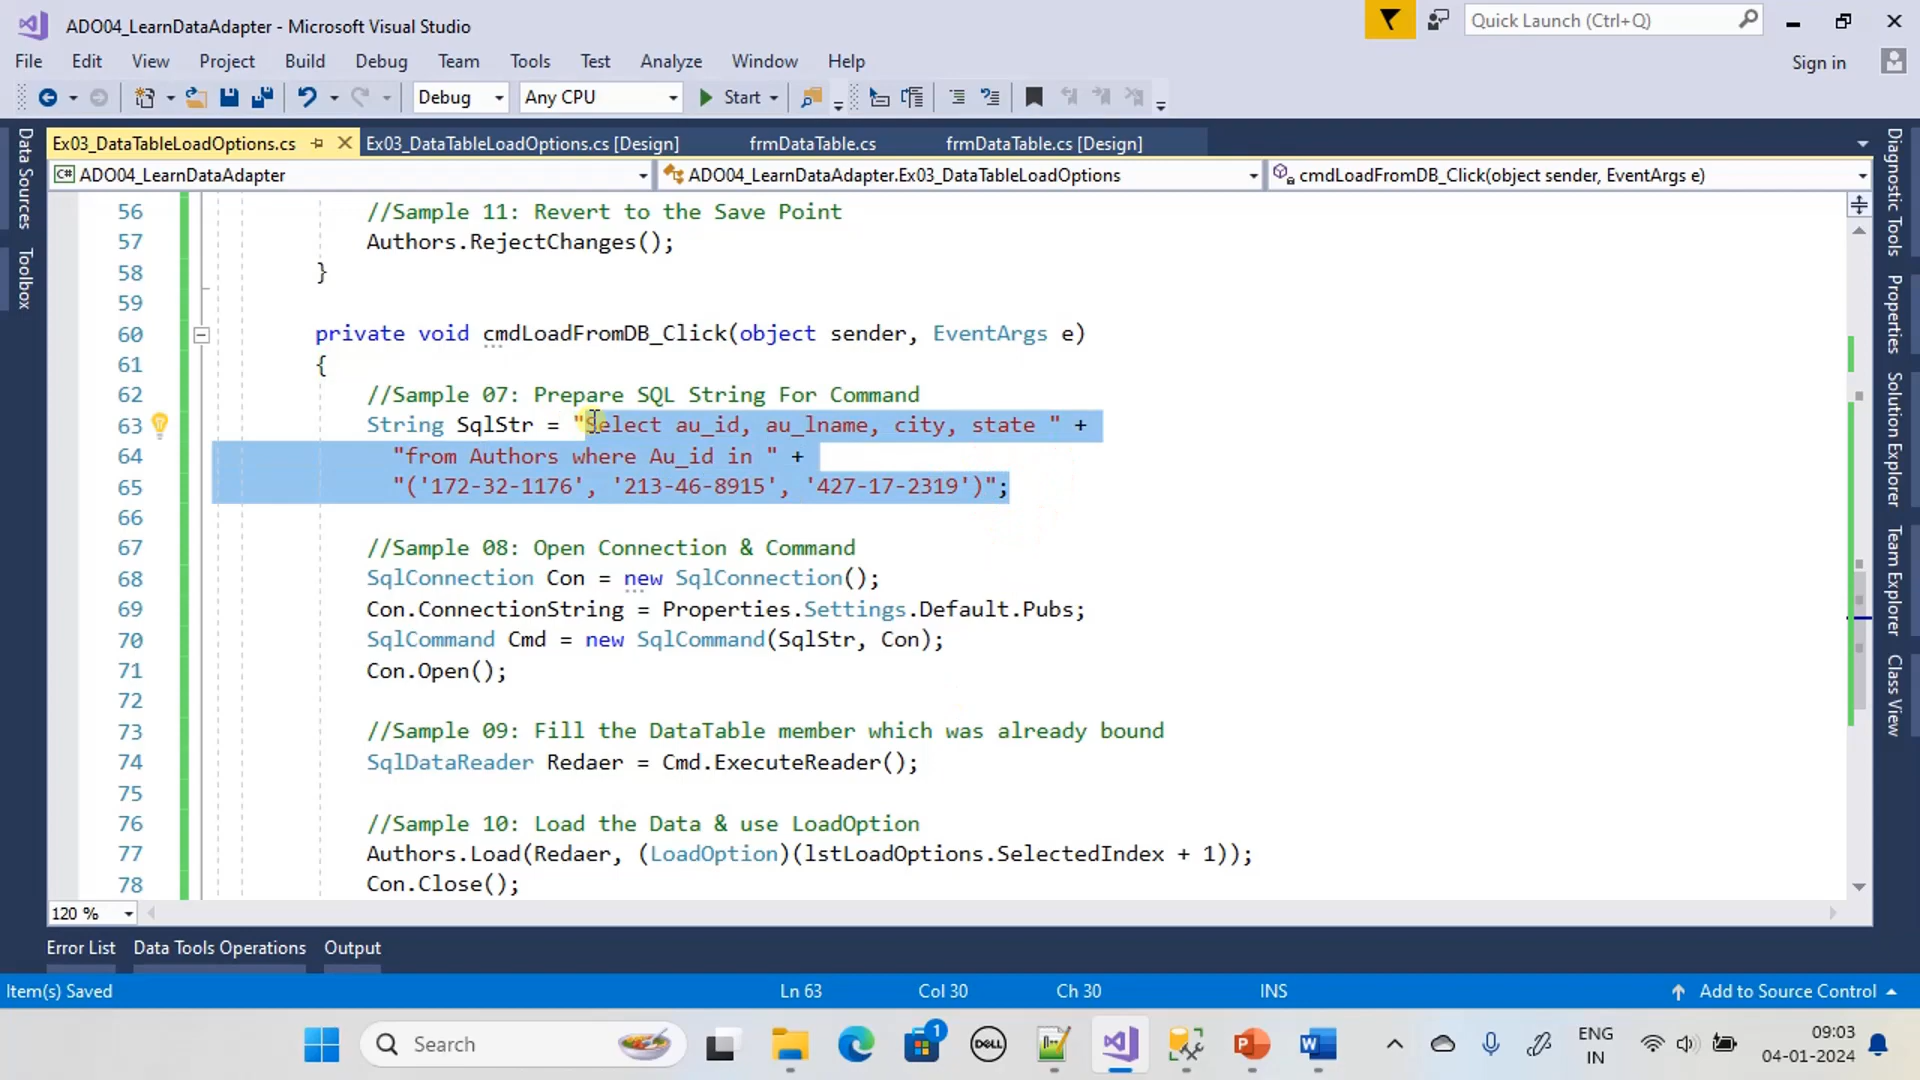 ADO04_LearnDataAdapter - Microsoft Visual Studio
Quick Launch (Ctrl+Q)
File Edit View Project Build Debug Team Tools Test Analyze Window Help
Sign in
Debug Any CPU Start
Ex03_DataTableLoadOptions.cs Ex03_DataTableLoadOptions.cs [Design] frmDataTable.cs frmDataTable.cs [Design]
C# ADO04_LearnDataAdapter ADO04_LearnDataAdapter.Ex03_DataTableLoadOptions cmdLoadFromDB_Click(object sender, EventArgs e)
Data Sources
Toolbox
56 //Sample 11: Revert to the Save Point
57 Authors.RejectChanges();
58 }
59
60 private void cmdLoadFromDB_Click(object sender, EventArgs e)
61 {
62 //Sample 07: Prepare SQL String For Command
63 String SqlStr = "Select au_id, au_lname, city, state " +
64 "from Authors where Au_id in " +
65 "('172-32-1176', '213-46-8915', '427-17-2319')";
66
67 //Sample 08: Open Connection & Command
68 SqlConnection Con = new SqlConnection();
69 Con.ConnectionString = Properties.Settings.Default.Pubs;
70 SqlCommand Cmd = new SqlCommand(SqlStr, Con);
71 Con.Open();
72
73 //Sample 09: Fill the DataTable member which was already bound
74 SqlDataReader Redaer = Cmd.ExecuteReader();
75
76 //Sample 10: Load the Data & use LoadOption
77 Authors.Load(Redaer, (LoadOption)(lstLoadOptions.SelectedIndex + 1));
78 Con.Close();
Diagnostic Tools
Properties
Solution Explorer
Team Explorer
Class View
120 %
Error List Data Tools Operations Output
Item(s) Saved Ln 63 Col 30 Ch 30 INS Add to Source Control
Search
1
DELL
ENG
IN
09:03
04-01-2024